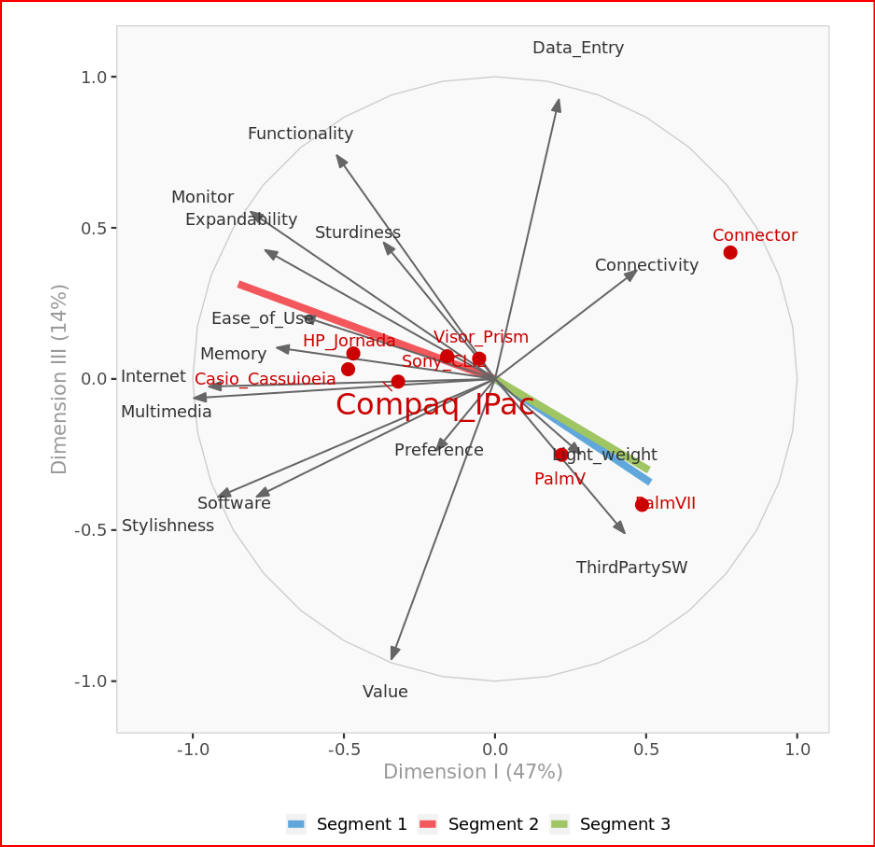 Data_Entry
1.0
Functionality
Monitor
Expandability
0.5
Sturdiness
Connector
Connectivity
Ease_of_Use
HP_Jornada
Visor_Prism
Memory
Sony_CLE
Internet
Casio_Cassuioeia
0.0
Multimedia
Compaq_IPac
Preference
Light_weight
PalmV
Software
PalmVII
Stylishness
-0.5
ThirdPartySW
-1.0
Value
Dimension III (14%)
-1.0 -0.5 0.0 0.5 1.0
Dimension I (47%)
Segment 1 Segment 2 Segment 3